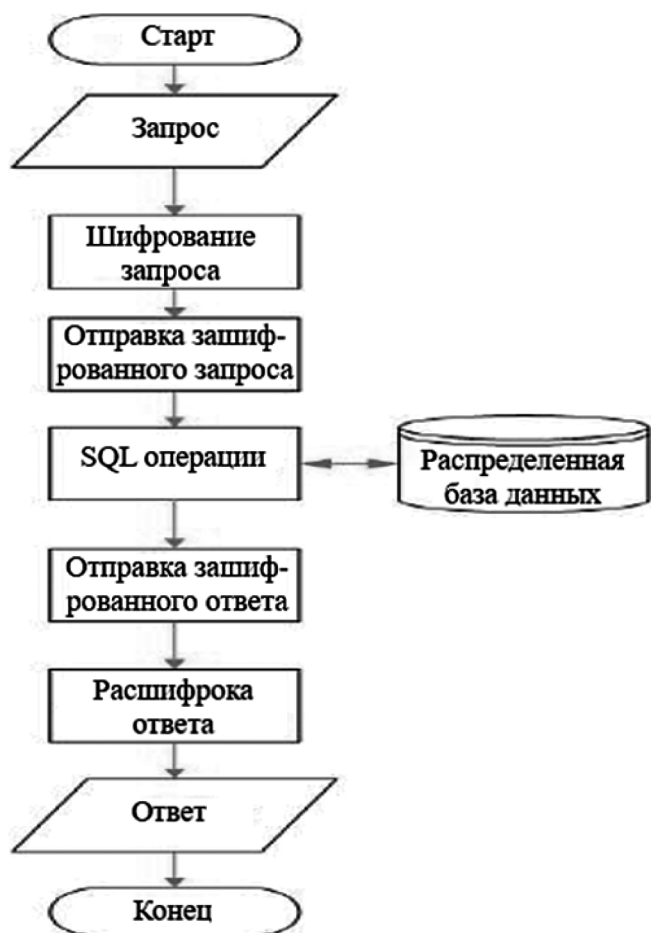 Старт
Запрос
Шифрование
запроса
Отправка зашиф-
рованного запроса
SQL операции
Распределенная
база данных
Отправка зашиф-
рованного ответа
Расшифрока
ответа
Ответ
Конец